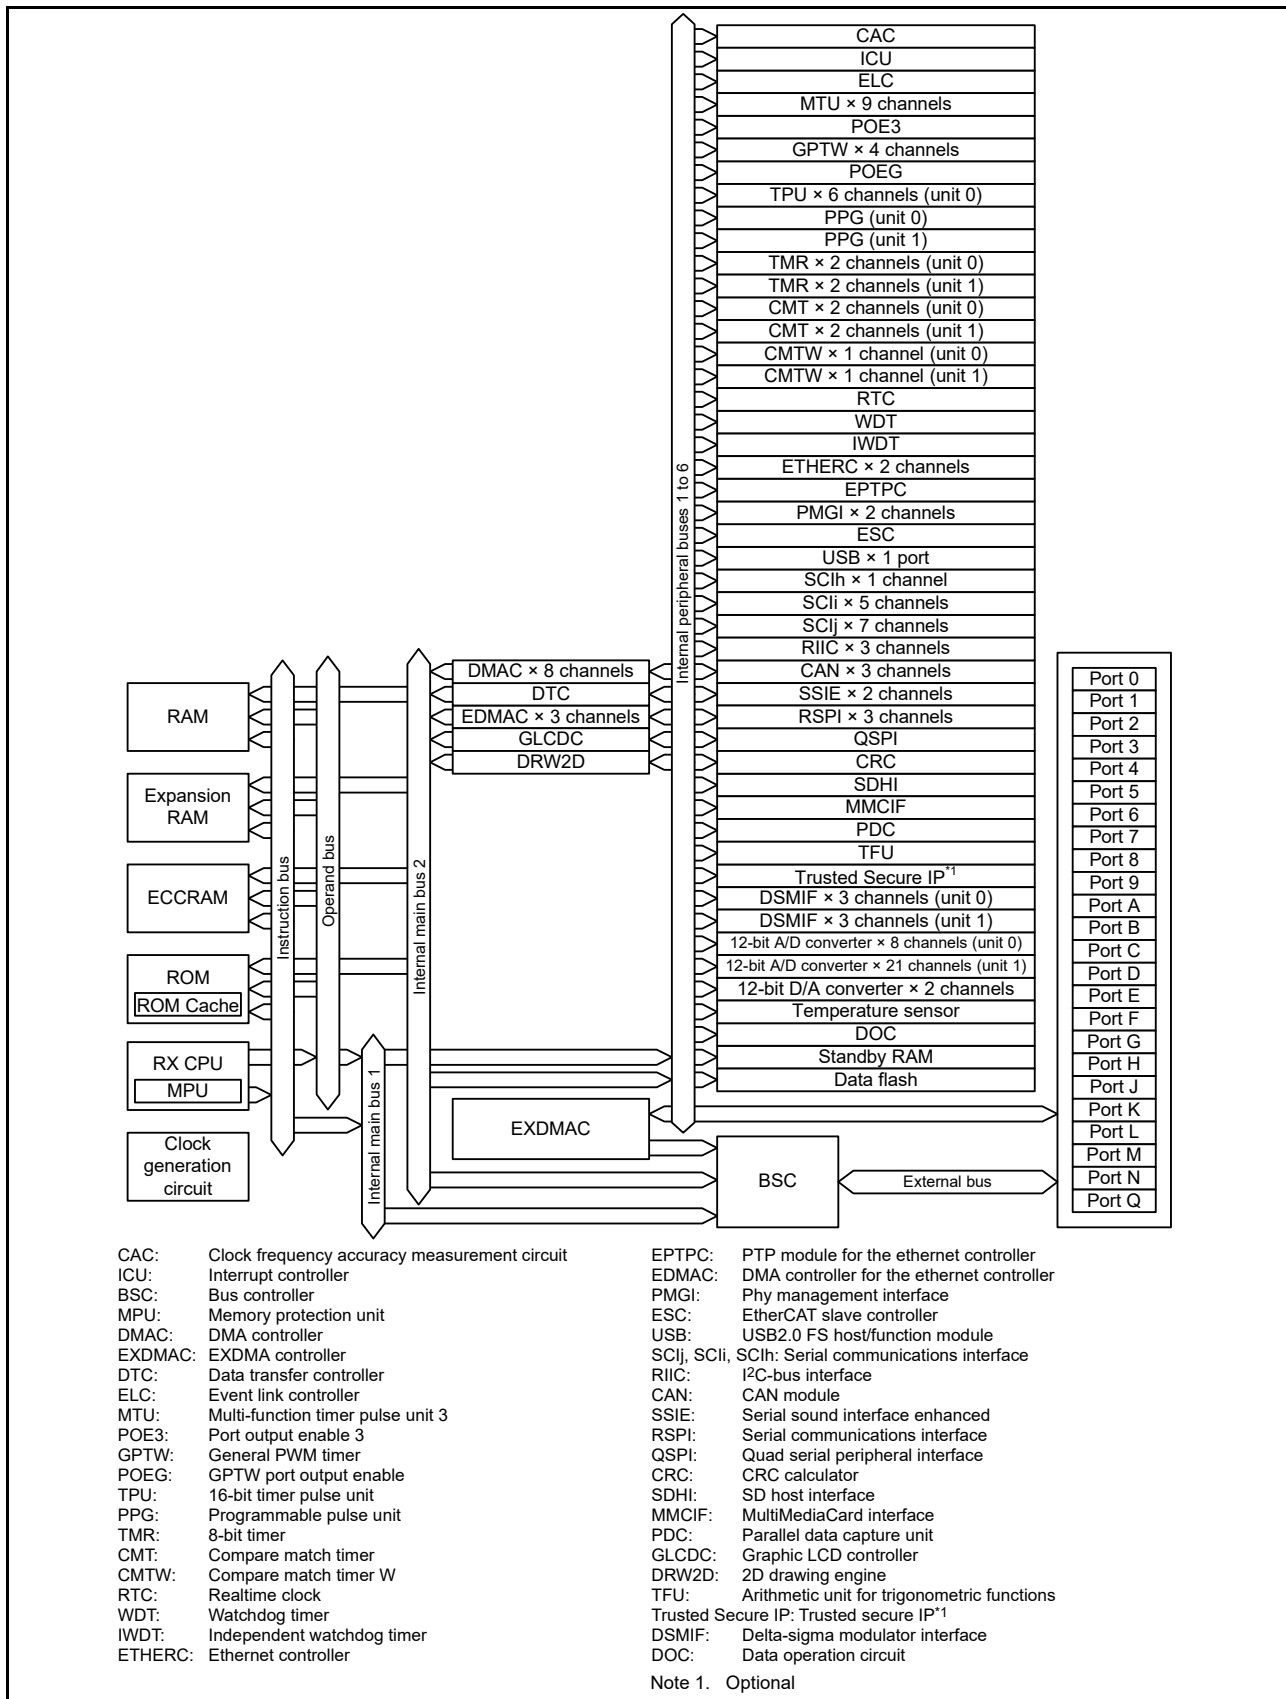 CAC
ICU
ELC
MTU × 9 channels
POE3
GPTW × 4 channels
POEG
TPU × 6 channels (unit 0)
PPG (unit 0)
PPG (unit 1)
TMR × 2 channels (unit 0)
TMR × 2 channels (unit 1)
CMT × 2 channels (unit 0)
CMT × 2 channels (unit 1)
CMTW × 1 channel (unit 0)
CMTW × 1 channel (unit 1)
RTC
WDT
IWDT
ETHERC × 2 channels
EPTPC
PMGI × 2 channels
ESC
USB × 1 port
SCIh × 1 channel
SCIi × 5 channels
SCIj × 7 channels
RIIC × 3 channels
CAN × 3 channels
SSIE × 2 channels
RSPI × 3 channels
QSPI
CRC
SDHI
MMCIF
PDC
TFU
Trusted Secure IP*1
DSMIF × 3 channels (unit 0)
DSMIF × 3 channels (unit 1)
12-bit A/D converter × 8 channels (unit 0)
12-bit A/D converter × 21 channels (unit 1)
12-bit D/A converter × 2 channels
Temperature sensor
DOC
Standby RAM
Data flash
Internal peripheral buses 1 to 6
DMAC × 8 channels
DTC
EDMAC × 3 channels
GLCDC
DRW2D
RAM
Expansion
RAM
ECCRAM
ROM
ROM Cache
RX CPU
MPU
Clock
generation
circuit
Instruction bus
Operand bus
Internal main bus 1
Internal main bus 2
EXDMAC
BSC
External bus
Port 0
Port 1
Port 2
Port 3
Port 4
Port 5
Port 6
Port 7
Port 8
Port 9
Port A
Port B
Port C
Port D
Port E
Port F
Port G
Port H
Port J
Port K
Port L
Port M
Port N
Port Q
CAC: Clock frequency accuracy measurement circuit
ICU: Interrupt controller
BSC: Bus controller
MPU: Memory protection unit
DMAC: DMA controller
EXDMAC: EXDMA controller
DTC: Data transfer controller
ELC: Event link controller
MTU: Multi-function timer pulse unit 3
POE3: Port output enable 3
GPTW: General PWM timer
POEG: GPTW port output enable
TPU: 16-bit timer pulse unit
PPG: Programmable pulse unit
TMR: 8-bit timer
CMT: Compare match timer
CMTW: Compare match timer W
RTC: Realtime clock
WDT: Watchdog timer
IWDT: Independent watchdog timer
ETHERC: Ethernet controller
EPTPC: PTP module for the ethernet controller
EDMAC: DMA controller for the ethernet controller
PMGI: Phy management interface
ESC: EtherCAT slave controller
USB: USB2.0 FS host/function module
SCIj, SCIi, SCIh: Serial communications interface
RIIC: I2C-bus interface
CAN: CAN module
SSIE: Serial sound interface enhanced
RSPI: Serial communications interface
QSPI: Quad serial peripheral interface
CRC: CRC calculator
SDHI: SD host interface
MMCIF: MultiMediaCard interface
PDC: Parallel data capture unit
GLCDC: Graphic LCD controller
DRW2D: 2D drawing engine
TFU: Arithmetic unit for trigonometric functions
Trusted Secure IP: Trusted secure IP*1
DSMIF: Delta-sigma modulator interface
DOC: Data operation circuit
Note 1. Optional